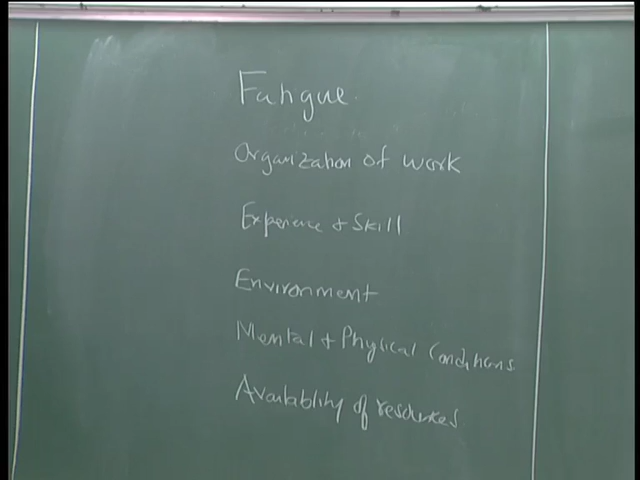 Fatigue
Organization of work
Experience + Skill
Environment
Mental + Physical Conditions
Availability of resources